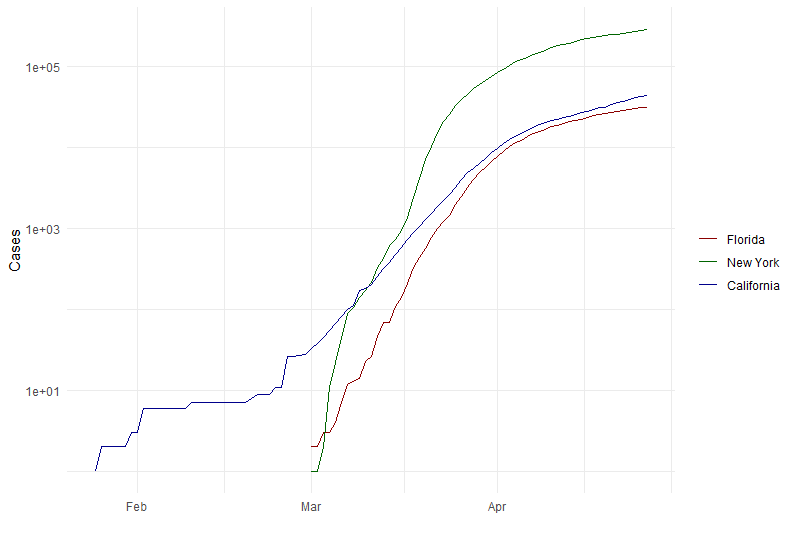 1e+05
1e+03
1e+01
Cases
Feb
Mar
Apr
Florida
New York
California